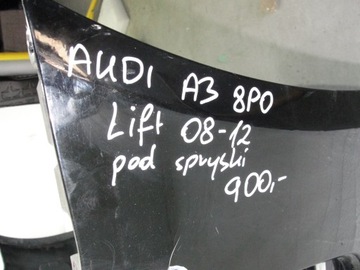 AUDI A3 8PO
Lift 08-12
pod spryski
900,-